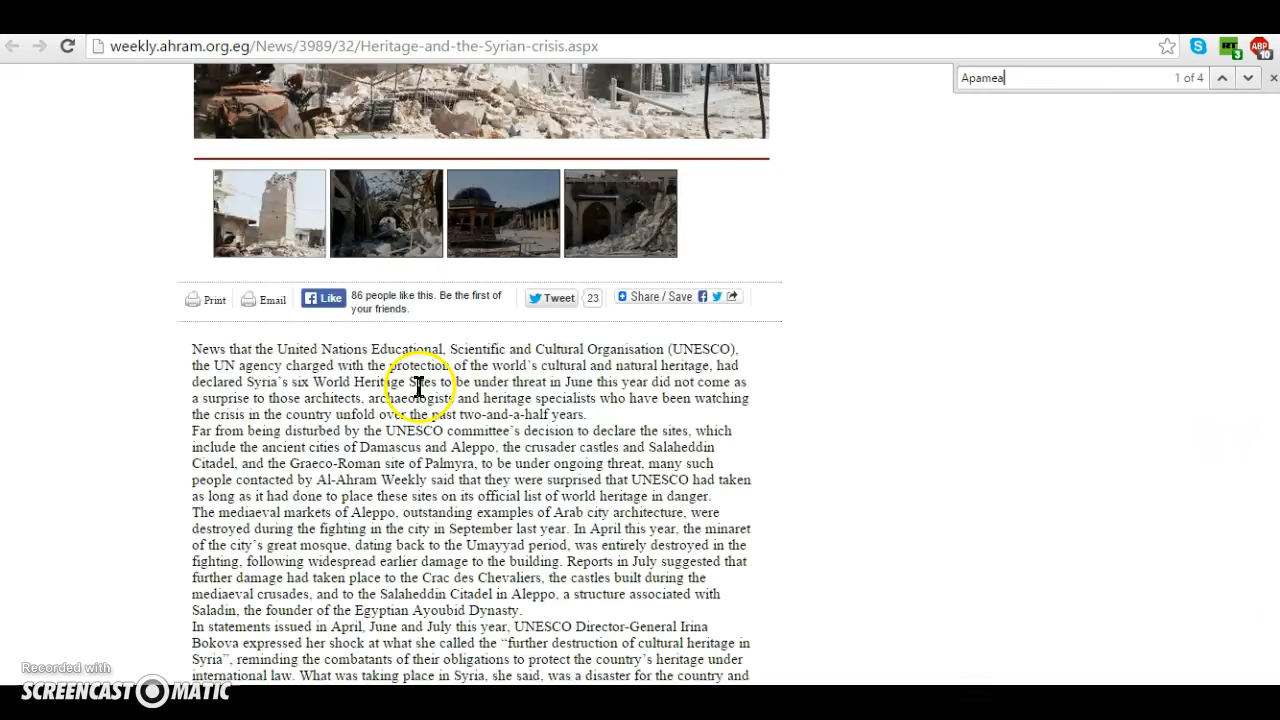 weekly.ahram.org.eg/News/3989/32/Heritage-and-the-Syrian-crisis.aspx
3
ABP
10
Apamea
1 of 4
Print
Email
Like
86 people like this. Be the first of
your friends.
Tweet
23
Share / Save
News that the United Nations Educational, Scientific and Cultural Organisation (UNESCO),
the UN agency charged with the protection of the world`s cultural and natural heritage, had
declared Syria`s six World Heritage Sites to be under threat in June this year did not come as
a surprise to those architects, archaeologists and heritage specialists who have been watching
the crisis in the country unfold over the past two-and-a-half years.
Far from being disturbed by the UNESCO committee`s decision to declare the sites, which
include the ancient cities of Damascus and Aleppo, the crusader castles and Salaheddin
Citadel, and the Graeco-Roman site of Palmyra, to be under ongoing threat, many such
people contacted by Al-Ahram Weekly said that they were surprised that UNESCO had taken
as long as it had done to place these sites on its official list of world heritage in danger.
The mediaeval markets of Aleppo, outstanding examples of Arab city architecture, were
destroyed during the fighting in the city in September last year. In April this year, the minaret
of the city’s great mosque, dating back to the Umayyad period, was entirely destroyed in the
fighting, following widespread earlier damage to the building. Reports in July suggested that
further damage had taken place to the Crac des Chevaliers, the castles built during the
mediaeval crusades, and to the Salaheddin Citadel in Aleppo, a structure associated with
Saladin, the founder of the Egyptian Ayoubid Dynasty.
In statements issued in April, June and July this year, UNESCO Director-General Irina
Bokova expressed her shock at what she called the “further destruction of cultural heritage in
Syria”, reminding the combatants of their obligations to protect the country’s heritage under
international law. What was taking place in Syria, she said, was a disaster for the country and
Recorded with
SCREENCAST MATIC